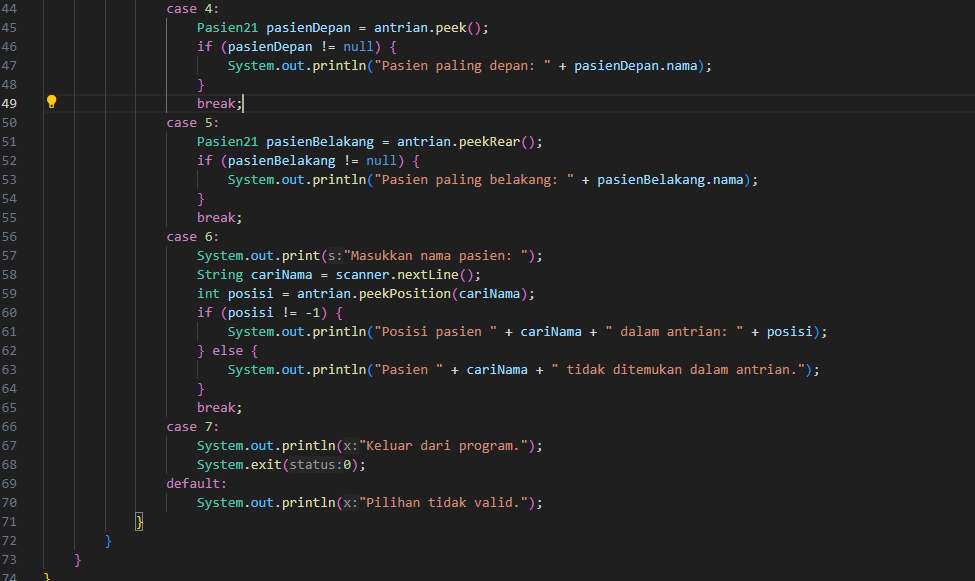 44 case 4:
45 Pasien21 pasienDepan = antrian.peek();
46 if (pasienDepan != null) {
47 System.out.println("Pasien paling depan: " + pasienDepan.nama);
48 }
49 break;
50 case 5:
51 Pasien21 pasienBelakang = antrian.peekRear();
52 if (pasienBelakang != null) {
53 System.out.println("Pasien paling belakang: " + pasienBelakang.nama);
54 }
55 break;
56 case 6:
57 System.out.print(s:"Masukkan nama pasien: ");
58 String cariNama = scanner.nextLine();
59 int posisi = antrian.peekPosition(cariNama);
60 if (posisi != -1) {
61 System.out.println("Posisi pasien " + cariNama + " dalam antrian: " + posisi);
62 } else {
63 System.out.println("Pasien " + cariNama + " tidak ditemukan dalam antrian.");
64 }
65 break;
66 case 7:
67 System.out.println(x:"Keluar dari program.");
68 System.exit(status:0);
69 default:
70 System.out.println(x:"Pilihan tidak valid.");
71 }
72 }
73 }
74 }